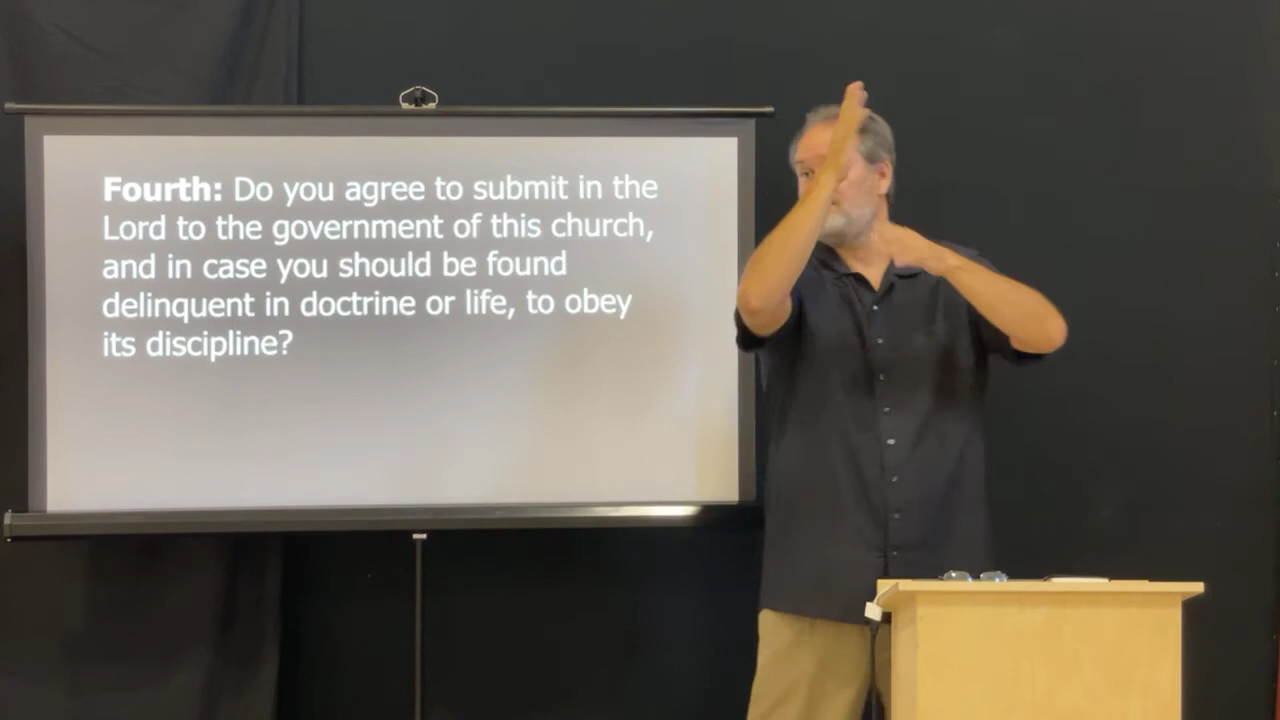 Fourth: Do you agree to submit in the
Lord to the government of this church,
and in case you should be found
delinquent in doctrine or life, to obey
its discipline?